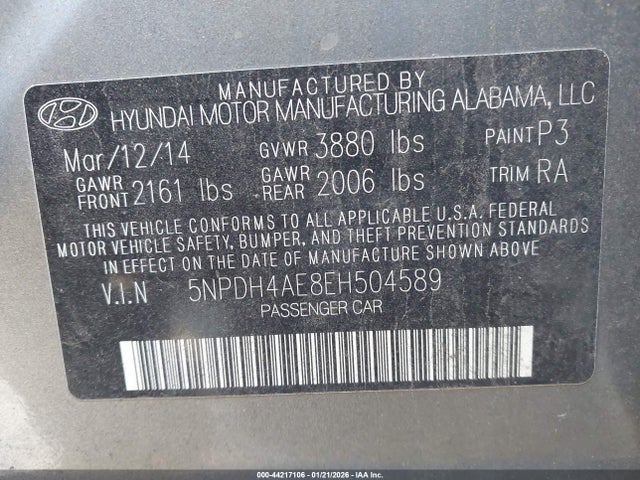 MANUFACTURED BY
HYUNDAI MOTOR MANUFACTURING ALABAMA, LLC
Mar/12/14 GVWR 3880 lbs PAINT P3
GAWR FRONT 2161 lbs GAWR REAR 2006 lbs TRIM RA
THIS VEHICLE CONFORMS TO ALL APPLICABLE U.S.A. FEDERAL
MOTOR VEHICLE SAFETY, BUMPER, AND THEFT PREVENTION STANDARDS
IN EFFECT ON THE DATE OF MANUFACTURE SHOWN ABOVE
V.I.N 5NPDH4AE8EH504589
PASSENGER CAR
000-44217106 - 01/21/2026 - IAA Inc.